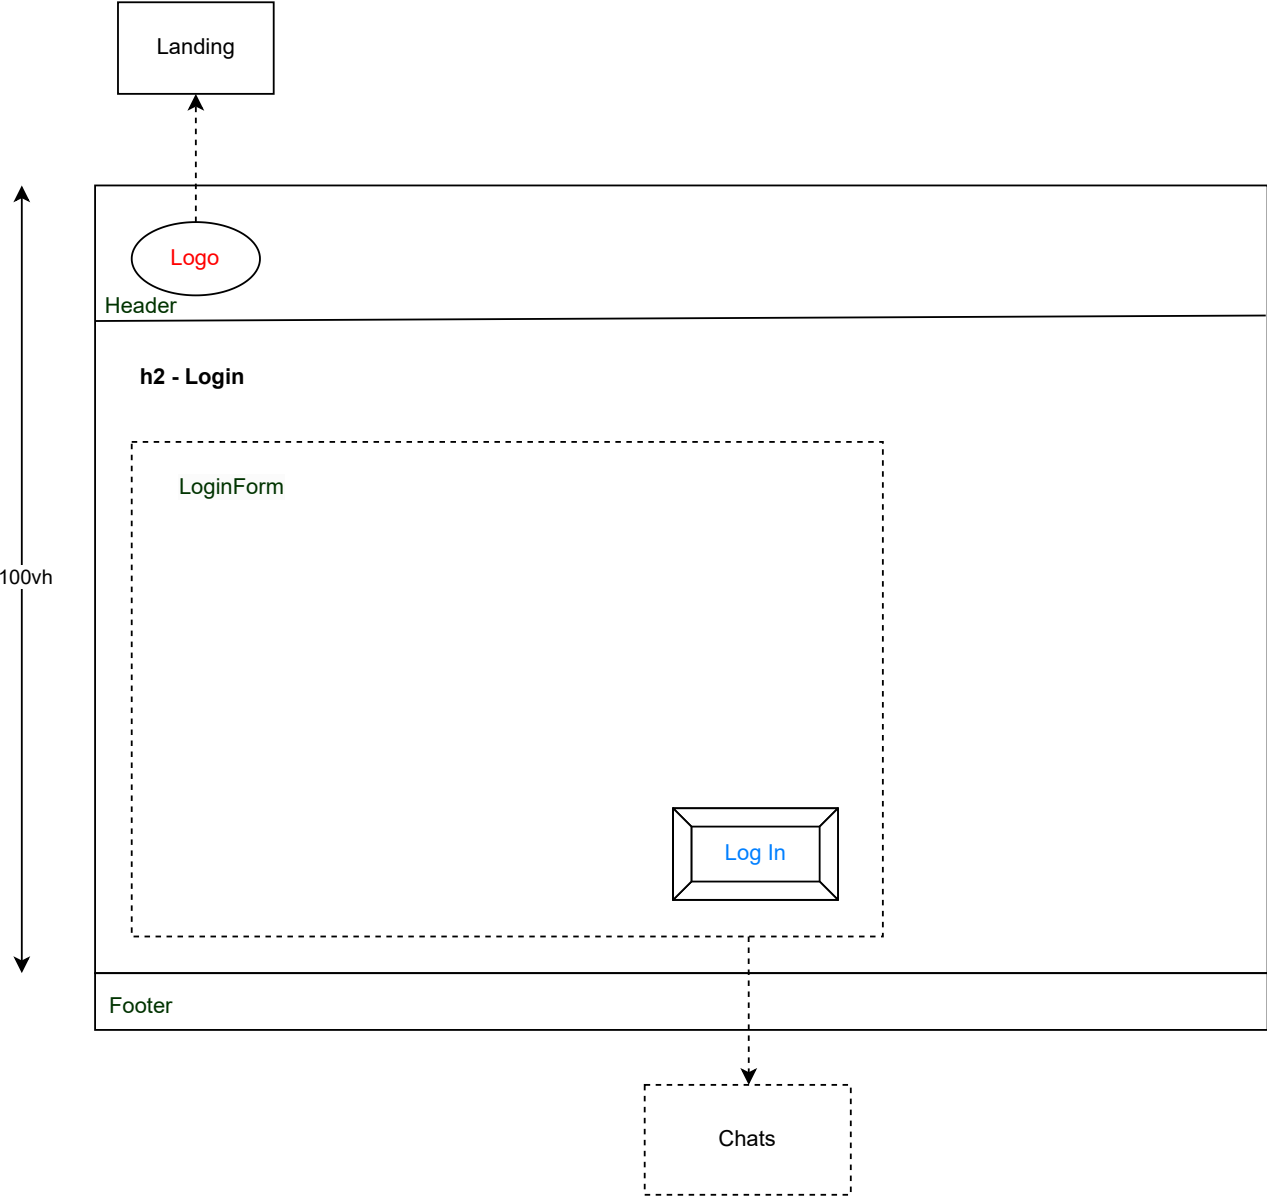 Landing
Logo
Header
h2 - Login
LoginForm
100vh
Log In
Footer
Chats